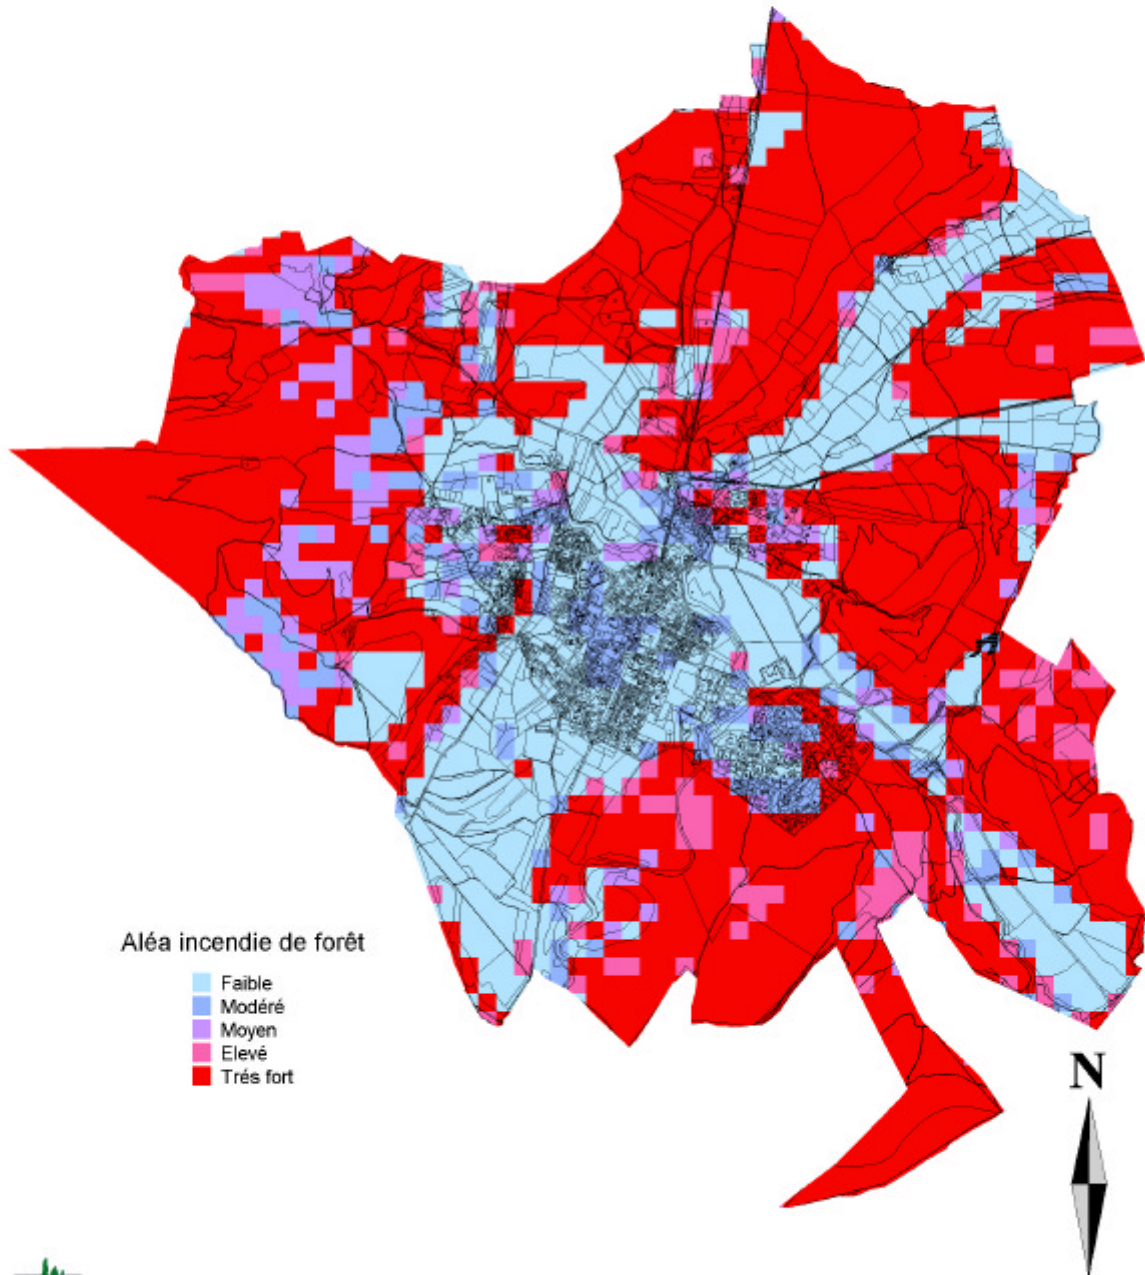 Aléa incendie de forêt
Faible
Modéré
Moyen
Elevé
Trés fort
N